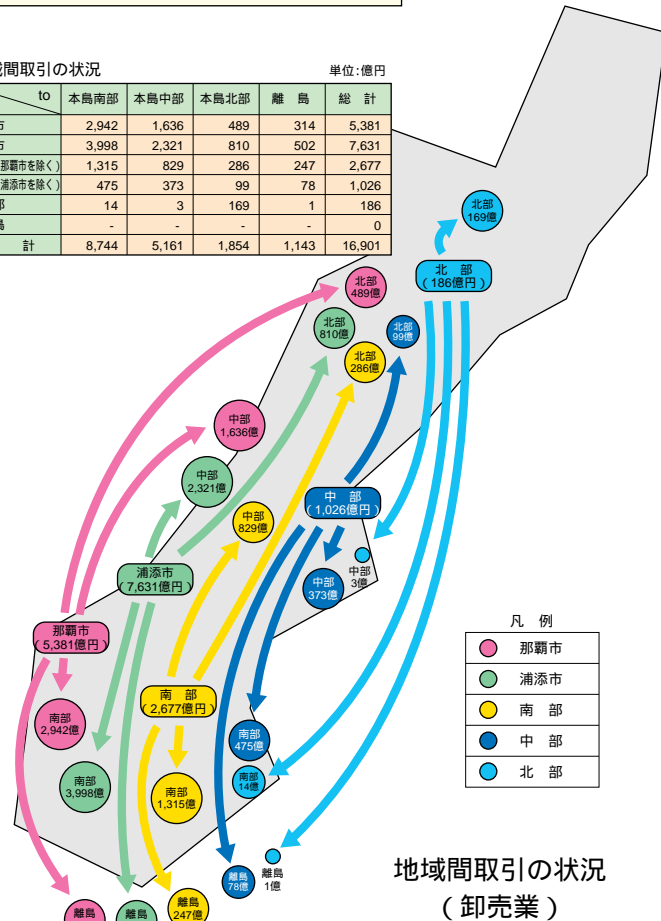 域間取引の状況 単位:億円
to 本島南部 本島中部 本島北部 離 島 総 計
市 2,942 1,636 489 314 5,381
市 3,998 2,321 810 502 7,631
那覇市を除く) 1,315 829 286 247 2,677
浦添市を除く) 475 373 99 78 1,026
部 14 3 169 1 186
島 - - - - 0
計 8,744 5,161 1,854 1,143 16,901
北部
169億
北 部
(186億円)
北部
489億
北部
810億
北部
99億
北部
286億
中部
1,636億
中部
2,321億
中 部
(1,026億円)
中部
829億
中部
3億
中部
373億
浦添市
(7,631億円)
那覇市
(5,381億円)
南 部
(2,677億円)
南部
2,942億
南部
475億
南部
14億
南部
3,998億
南部
1,315億
離島
78億
離島
1億
離島
247億
離島
離島
凡 例
那覇市
浦添市
南 部
中 部
北 部
地域間取引の状況
(卸売業)